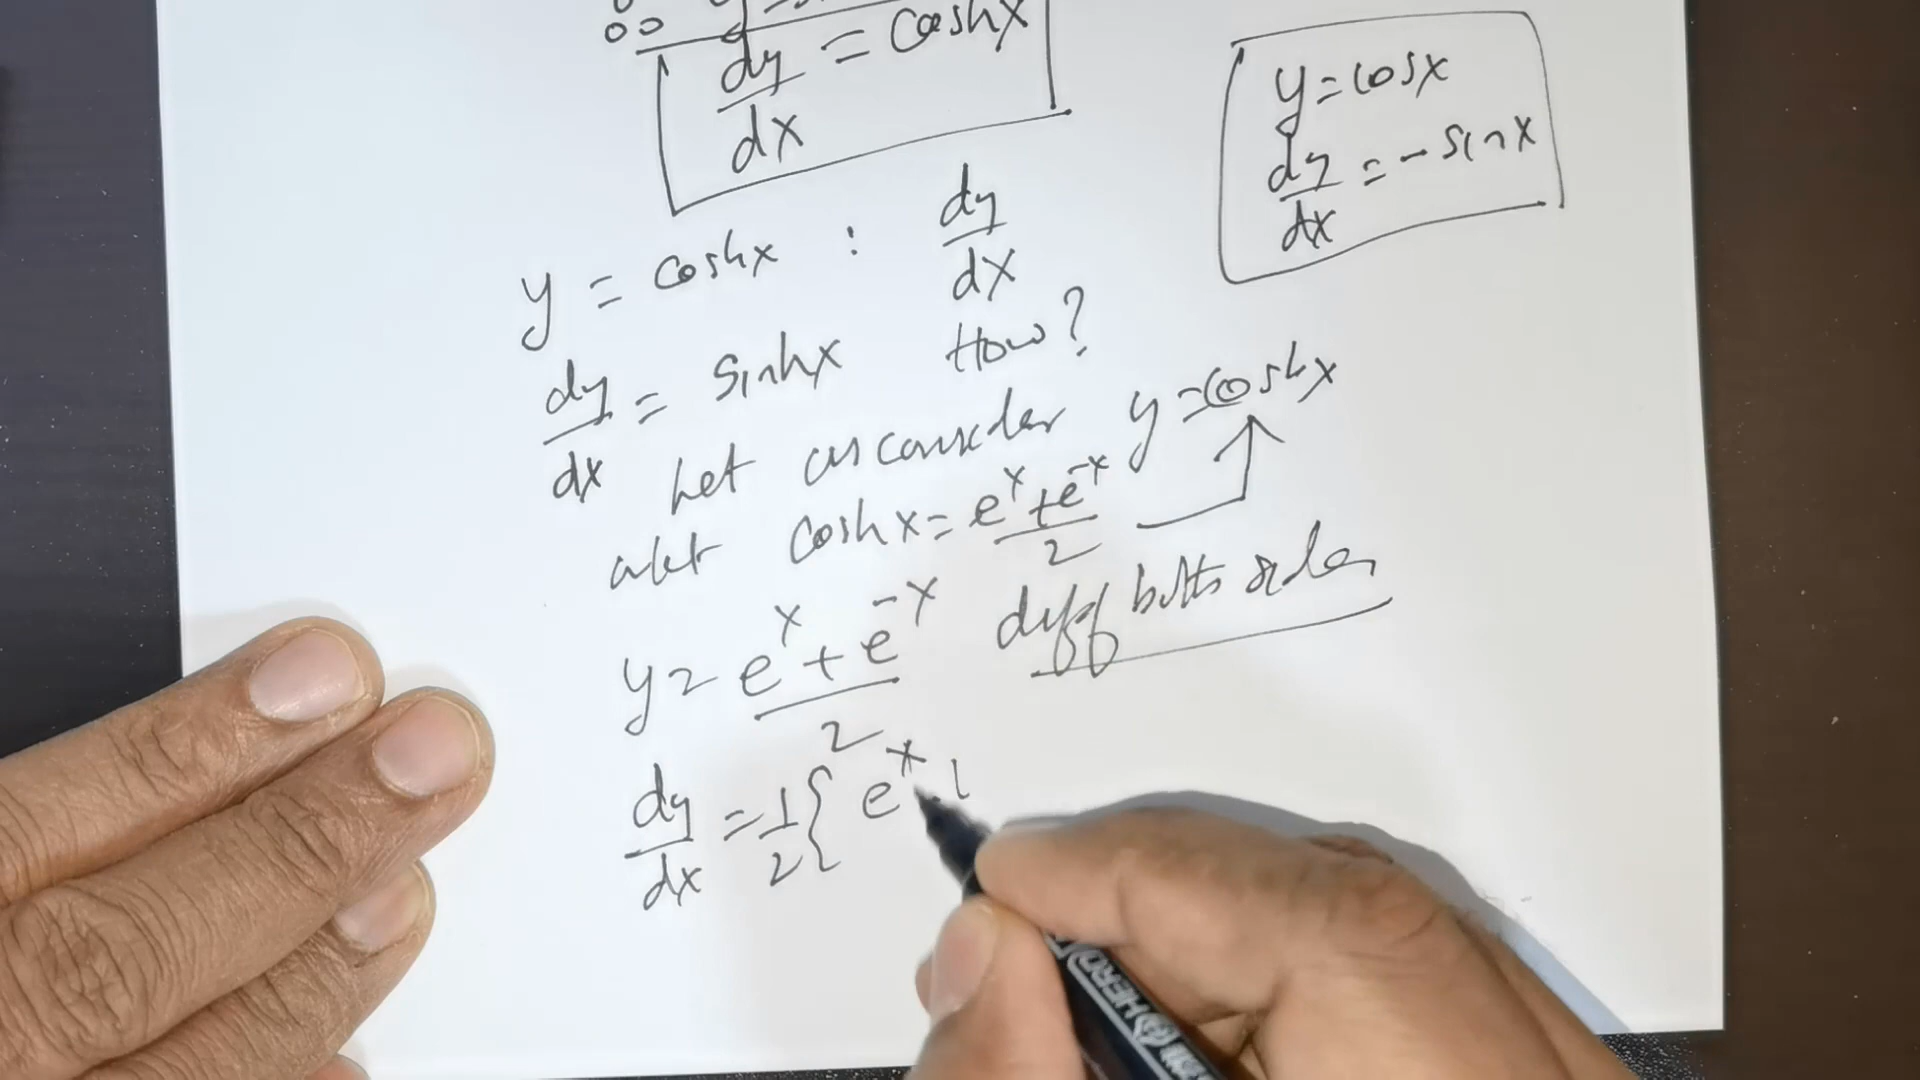 dy/dx = coshx
y = cosx
dy/dx = - sinx
y = coshx : dy/dx
dy/dx = sinhx How?
Let us consider y = coshx
wkt coshx = e^x + e^-x / 2
y = e^x + e^-x / 2 diff both sides
dy/dx = 1/2 { e^x
HERO